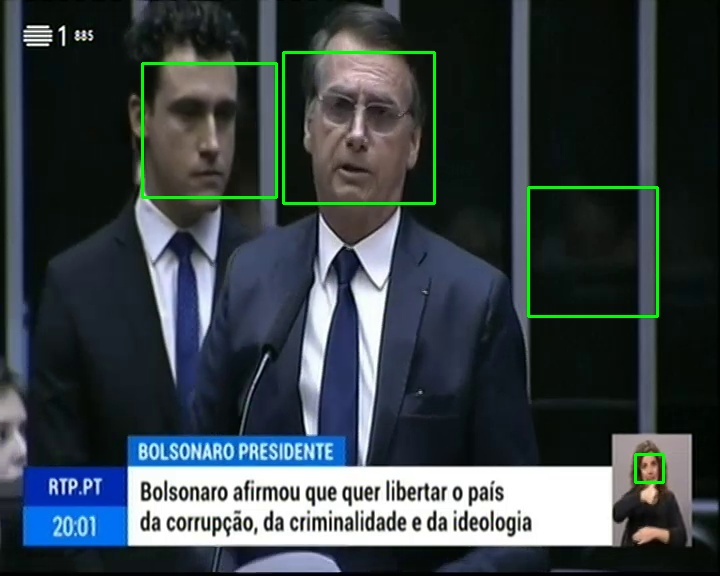 1 885
BOLSONARO PRESIDENTE
RTP.PT
Bolsonaro afirmou que quer libertar o país
20:01
da corrupção, da criminalidade e da ideologia